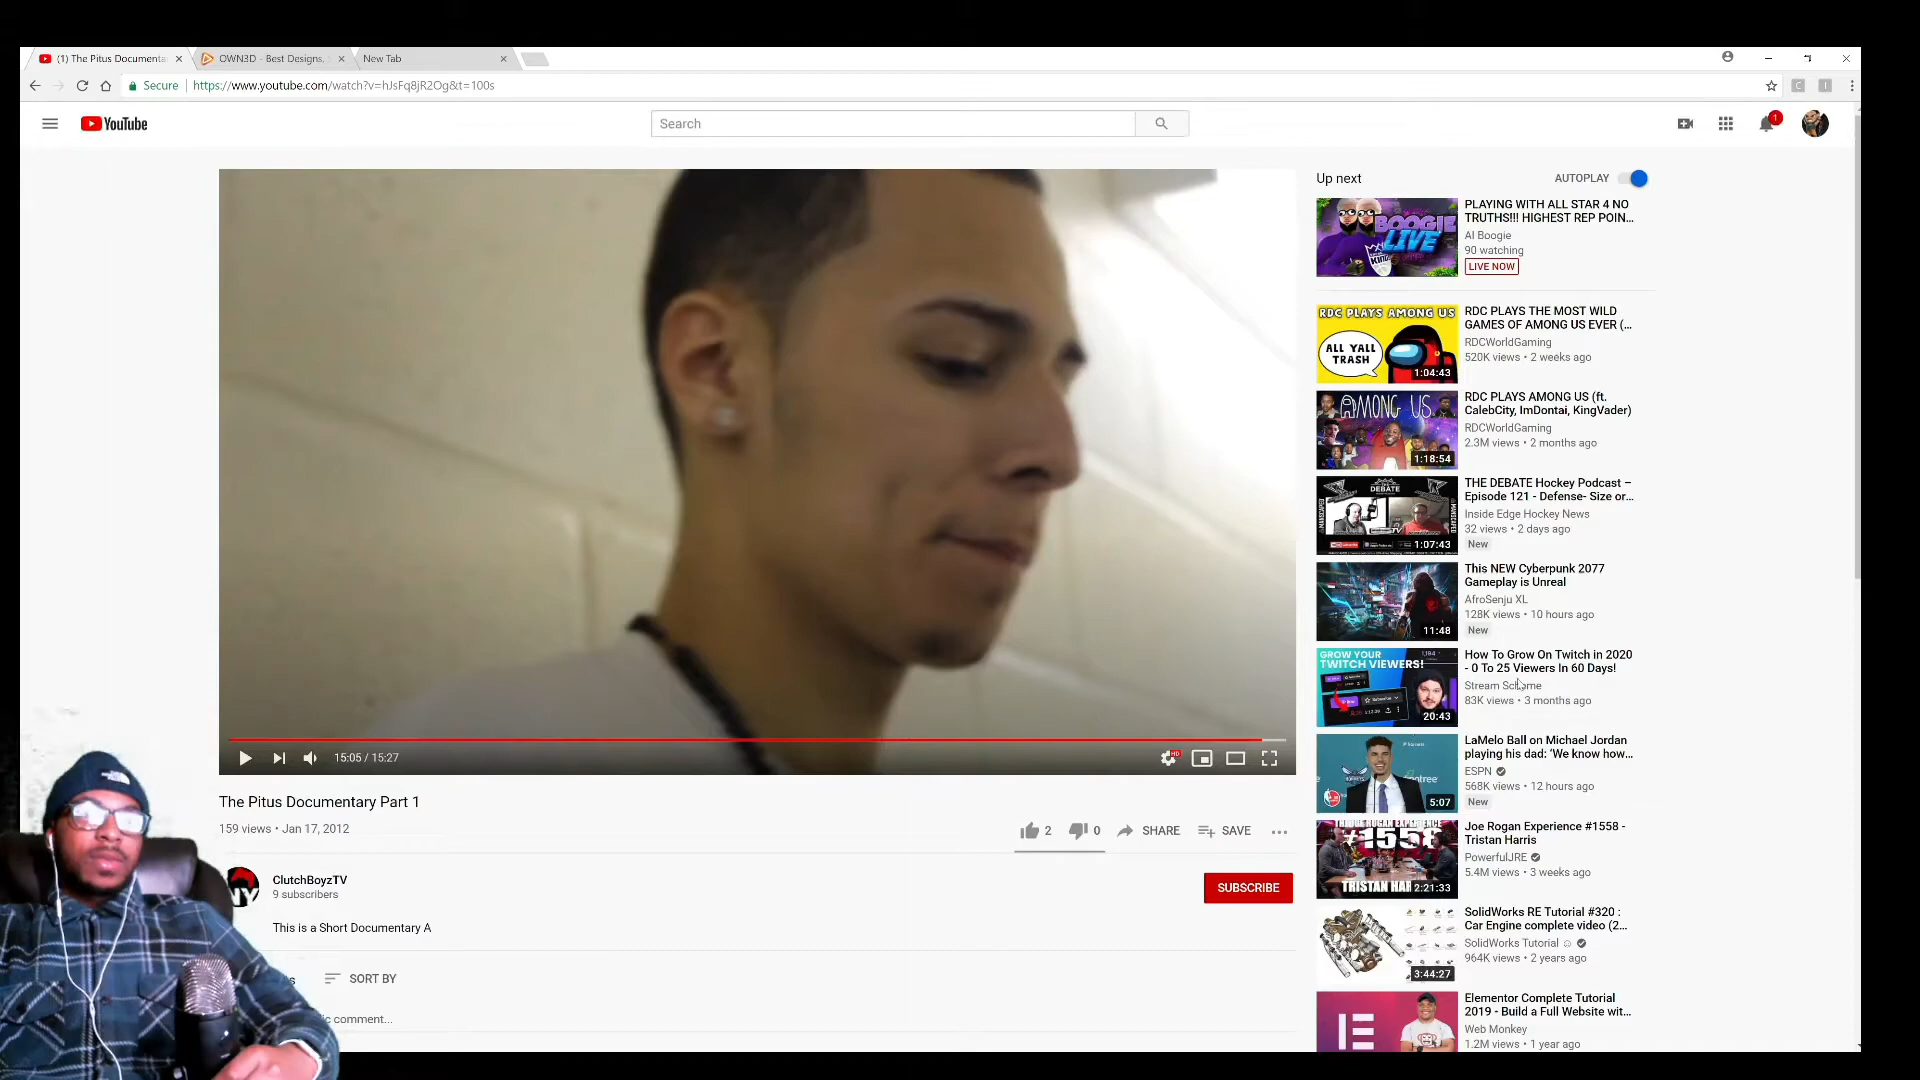 (1) The Pitus Documenta
OWN3D - Best Designs,
New Tab
Secure
https://www.youtube.com/watch?v=hJsFq8jR2Og&t=100s
YouTube
Search
1
15:05 / 15:27
HD
The Pitus Documentary Part 1
159 views • Jan 17, 2012
2
0
SHARE
SAVE
ClutchBoyzTV
9 subscribers
SUBSCRIBE
NY
This is a Short Documentary A
SORT BY
ic comment...
Up next
AUTOPLAY
BOOGIE
LIVE
PLAYING WITH ALL STAR 4 NO
TRUTHS!!! HIGHEST REP POIN...
AI Boogie
90 watching
LIVE NOW
RDC PLAYS AMONG US
ALL YALL
TRASH
1:04:43
RDC PLAYS THE MOST WILD
GAMES OF AMONG US EVER (...
RDCWorldGaming
520K views • 2 weeks ago
AMONG US
1:18:54
RDC PLAYS AMONG US (ft.
CalebCity, ImDontai, KingVader)
RDCWorldGaming
2.3M views • 2 months ago
THE
DEBATE
1:07:43
THE DEBATE Hockey Podcast –
Episode 121 - Defense- Size or...
Inside Edge Hockey News
32 views • 2 days ago
New
11:48
This NEW Cyberpunk 2077
Gameplay is Unreal
AfroSenju XL
128K views • 10 hours ago
New
GROW YOUR
TWITCH VIEWERS!
20:43
How To Grow On Twitch in 2020
- 0 To 25 Viewers In 60 Days!
Stream Scheme
83K views • 3 months ago
5:07
LaMelo Ball on Michael Jordan
playing his dad: ‘We know how...
ESPN
568K views • 12 hours ago
New
TRISTAN HAR
2:21:33
Joe Rogan Experience #1558 -
Tristan Harris
PowerfulJRE
5.4M views • 3 weeks ago
3:44:27
SolidWorks RE Tutorial #320 :
Car Engine complete video (2...
SolidWorks Tutorial ☺
964K views • 2 years ago
Elementor Complete Tutorial
2019 - Build a Full Website wit...
Web Monkey
1.2M views • 1 year ago